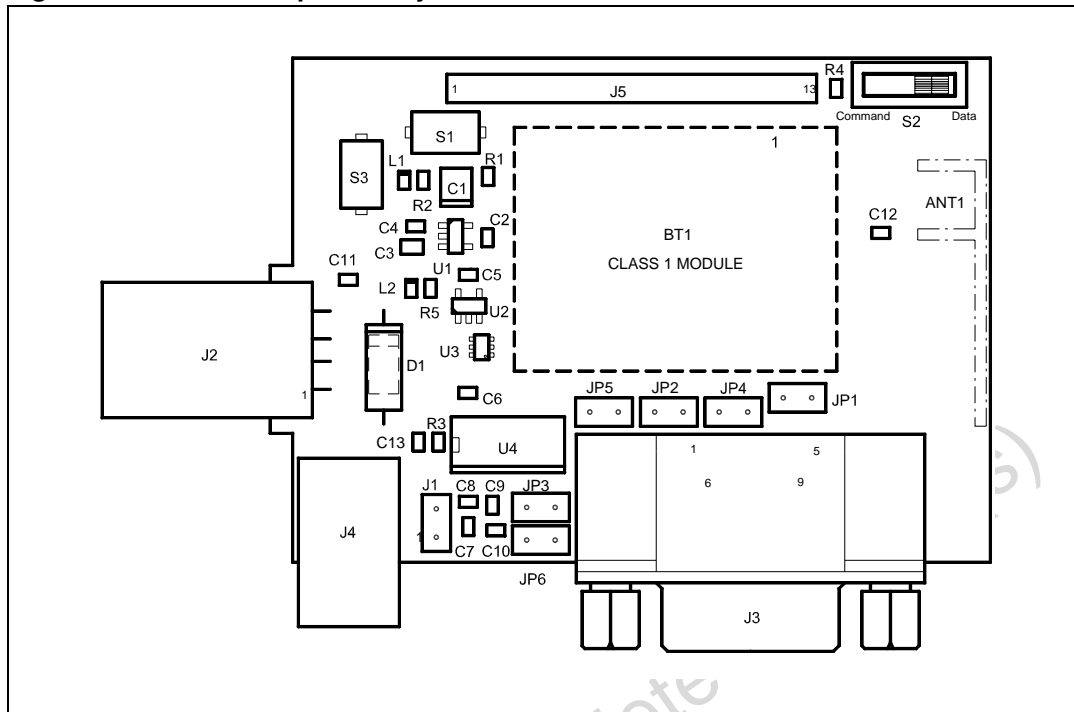 R4
1 J5 13
Command S2 Data
S1
1
S3
L1
R1
C1
R2
ANT1
C4
C2
C12
C3
BT1
CLASS 1 MODULE
C11
U1
C5
L2
R5
U2
J2
U3
D1
1
JP5 JP2 JP4 JP1
C6
C13 R3
U4
1 5
6 9
J1 C8 C9 JP3
J4
1
C7 C10
JP6
J3